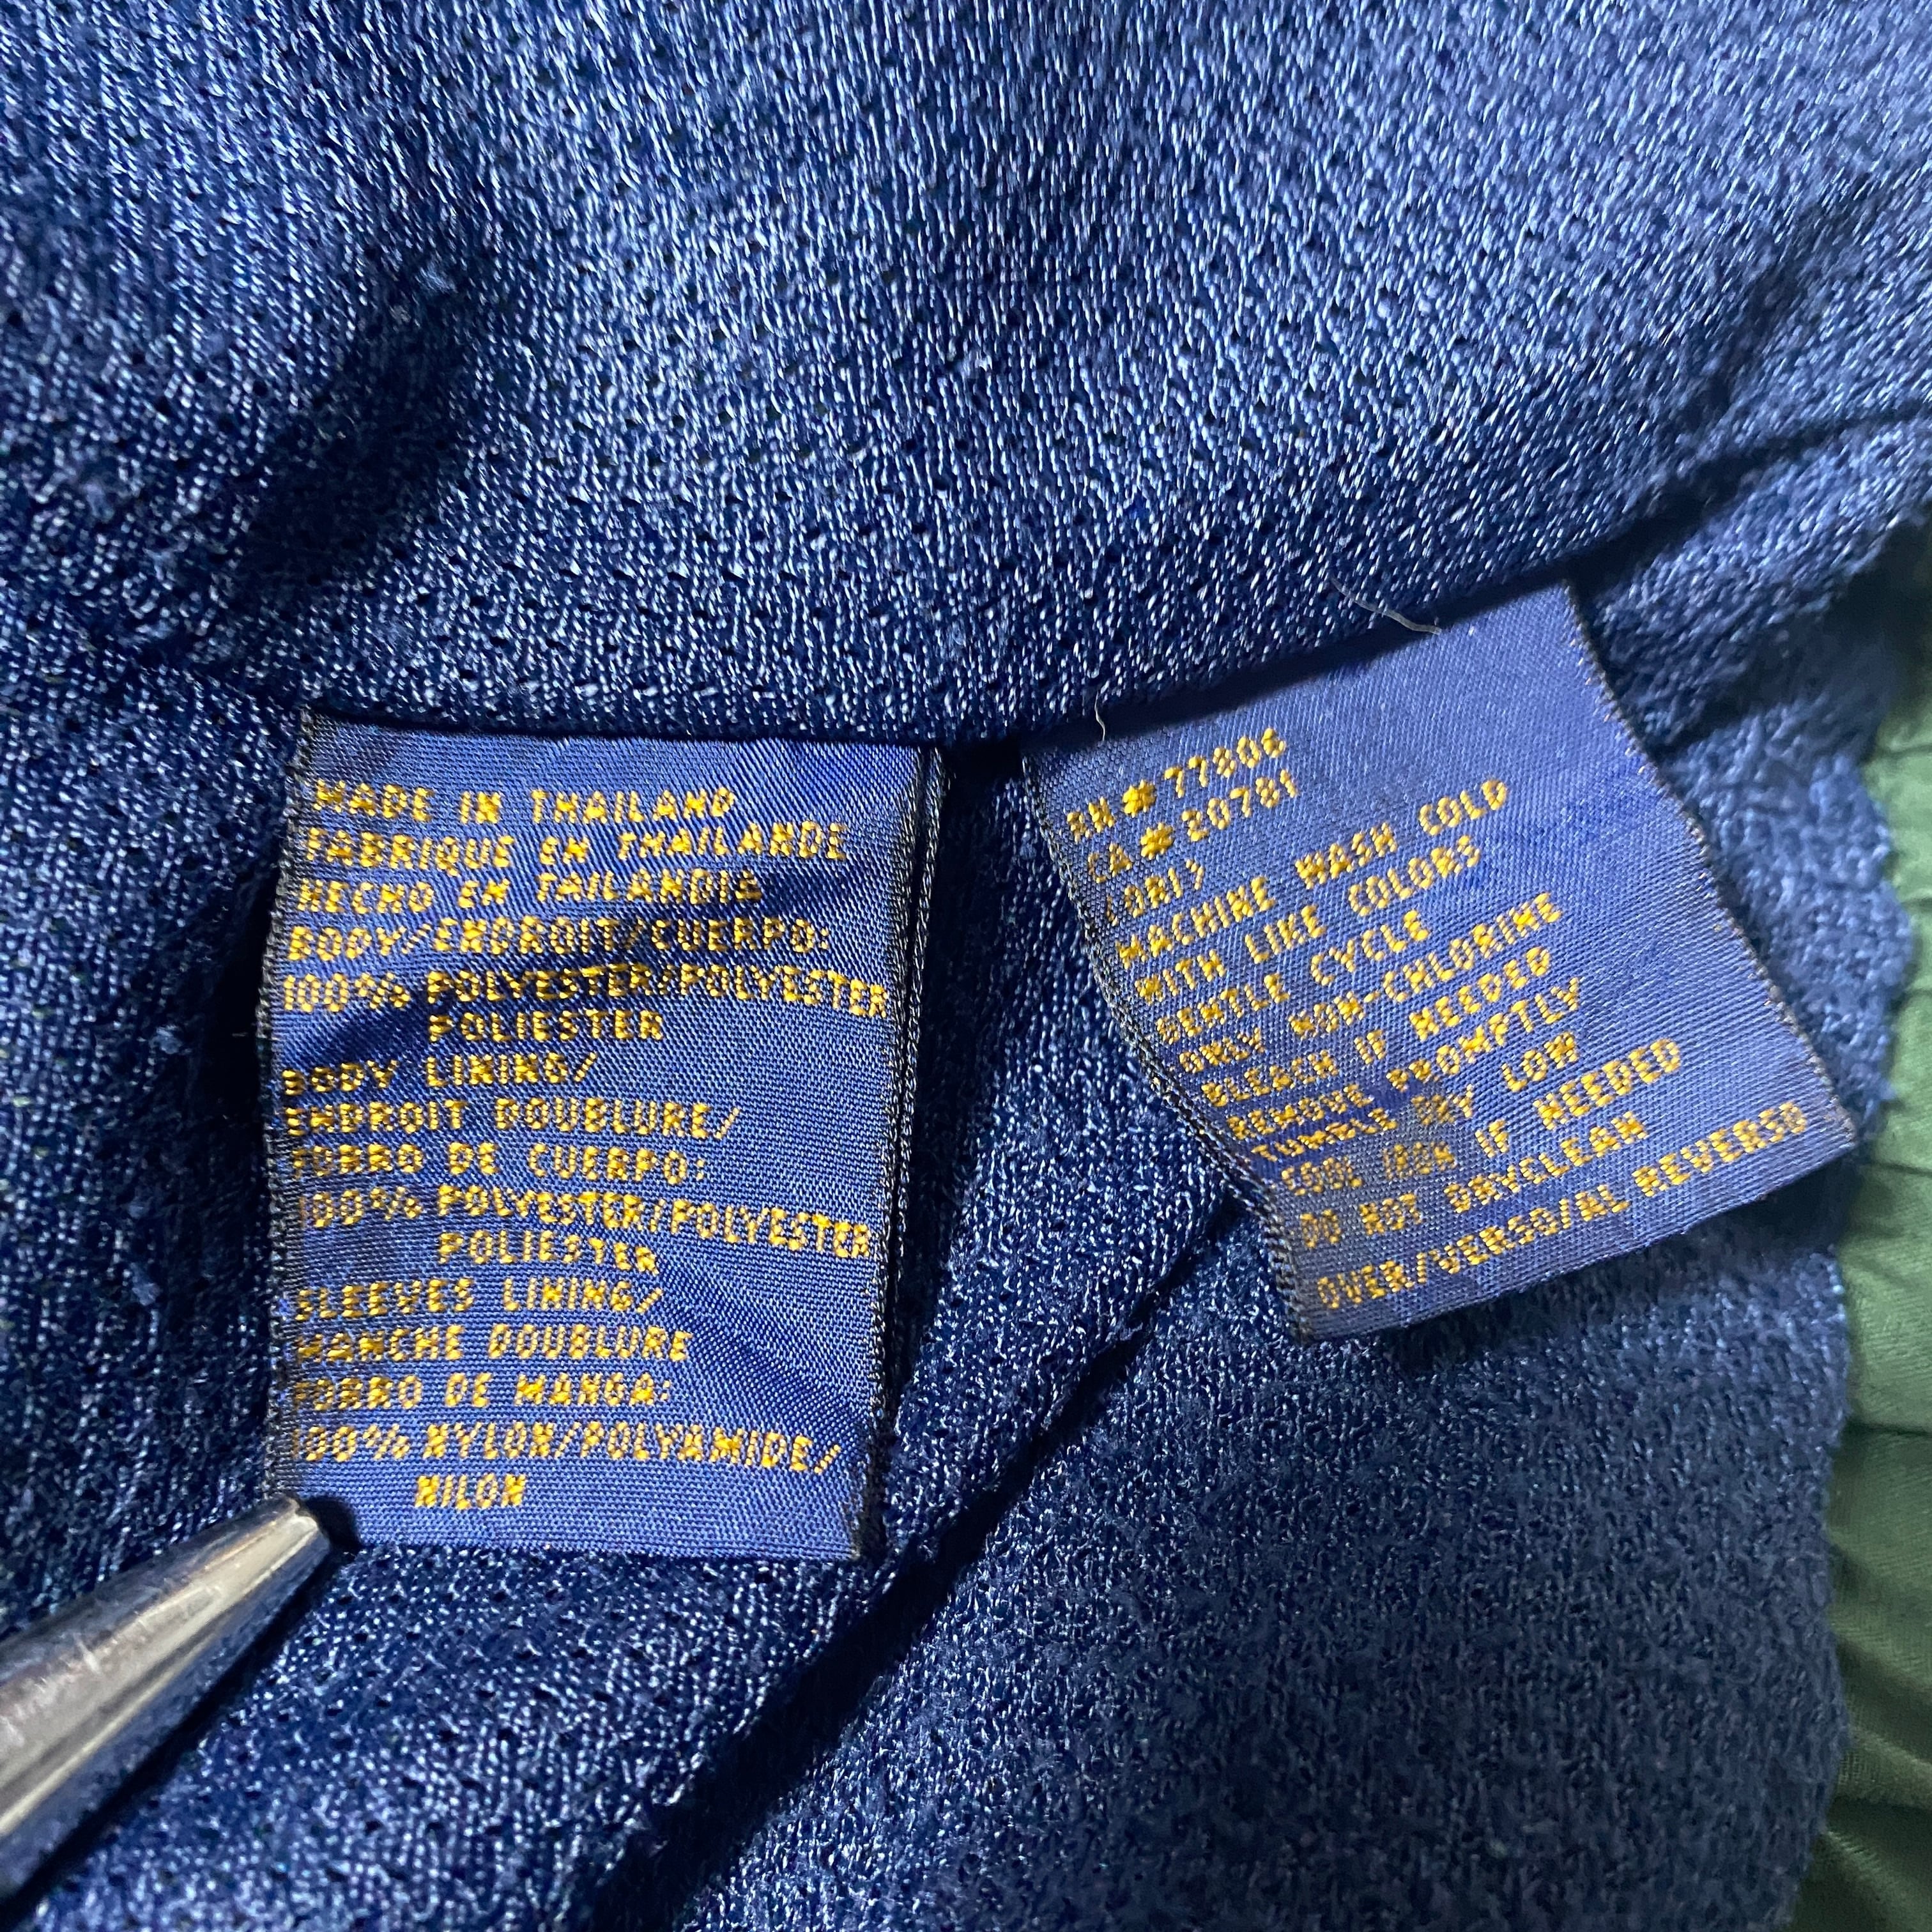 MADE IN THAILAND
FABRIQUE EN THAILANDE
HECHO EN TAILANDIA
BODY/ENDROIT/CUERPO:
100% POLYESTER/POLYESTER
POLIESTER
BODY LINING/
ENDROIT DOUBLURE/
FORRO DE CUERPO:
100% POLYESTER/POLYESTER
POLIESTER
SLEEVES LINING/
MANCHE DOUBLURE
FORRO DE MANGA:
100% NYLON/POLYAMIDE/
NILON
RN # 77806
CA # 20781
MACHINE WASH COLD
WITH LIKE COLORS
GENTLE CYCLE
ONLY NON-CHLORINE
BLEACH IF NEEDED
REMOVE PROMPTLY
TUMBLE DRY LOW
COOL IRON IF NEEDED
DO NOT DRYCLEAN
OVER/VERSO/AL REVERSO